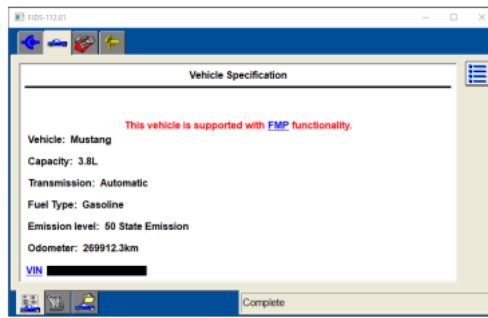 FJDS-112.01
Vehicle Specification
This vehicle is supported with FMP functionality.
Vehicle: Mustang
Capacity: 3.8L
Transmission: Automatic
Fuel Type: Gasoline
Emission level: 50 State Emission
Odometer: 269912.3km
VIN
Complete